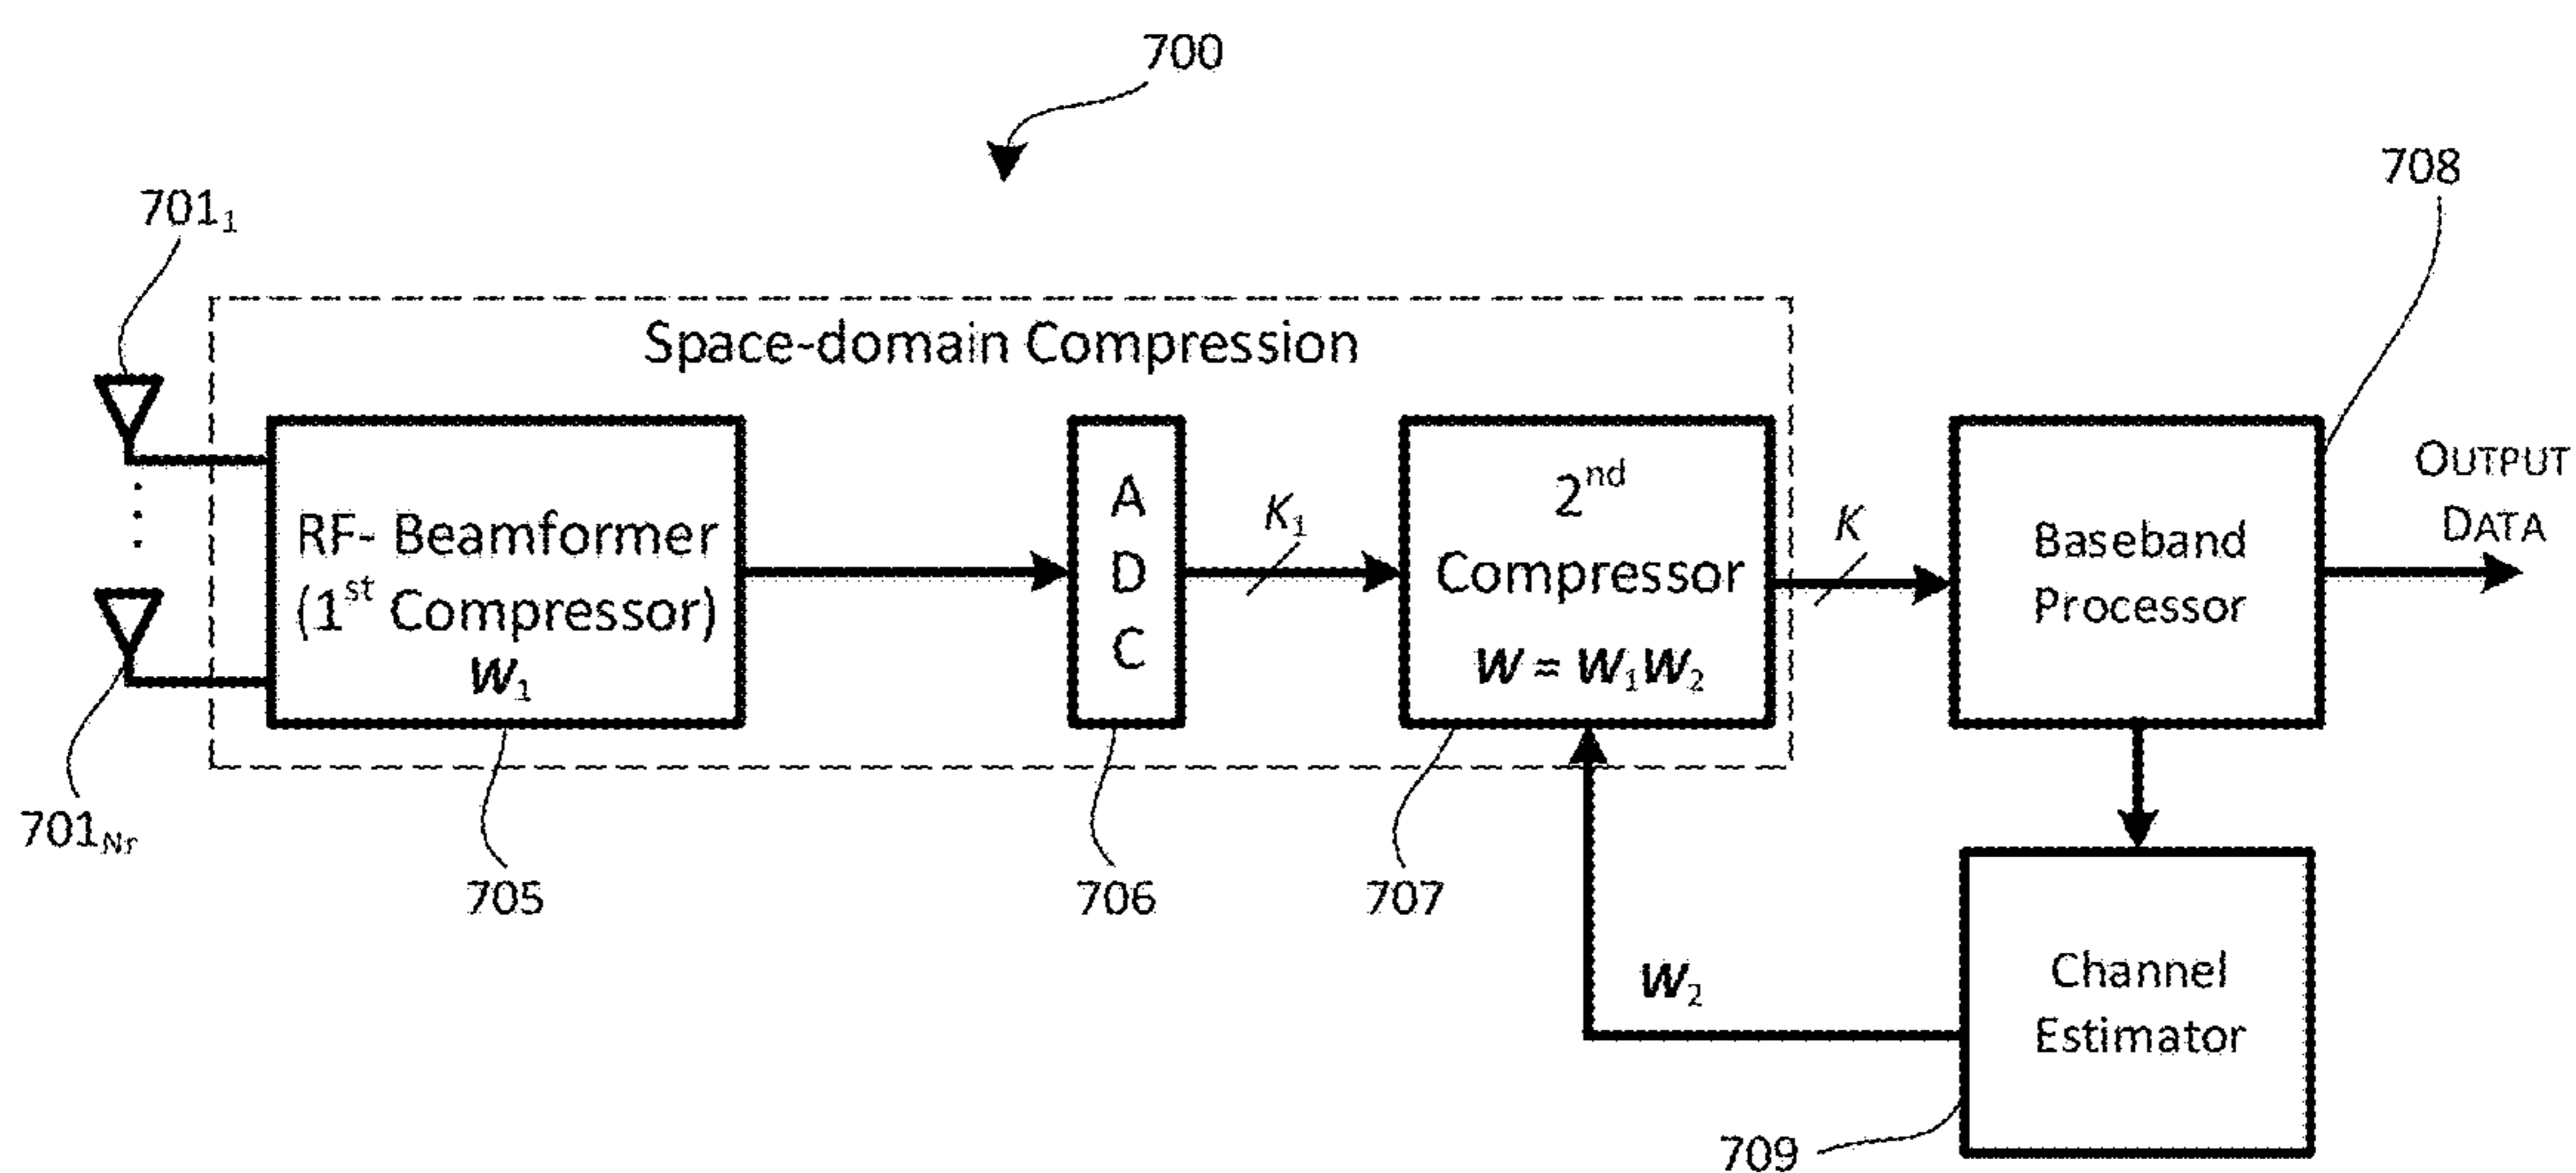 700
708
701₁
Space-domain Compression
RF- Beamformer
(1st Compressor)
W₁
A
D
C
K₁
2nd
Compressor
W = W₁W₂
K
Baseband
Processor
OUTPUT
DATA
701Nr
705
706
707
W₂
Channel
Estimator
709